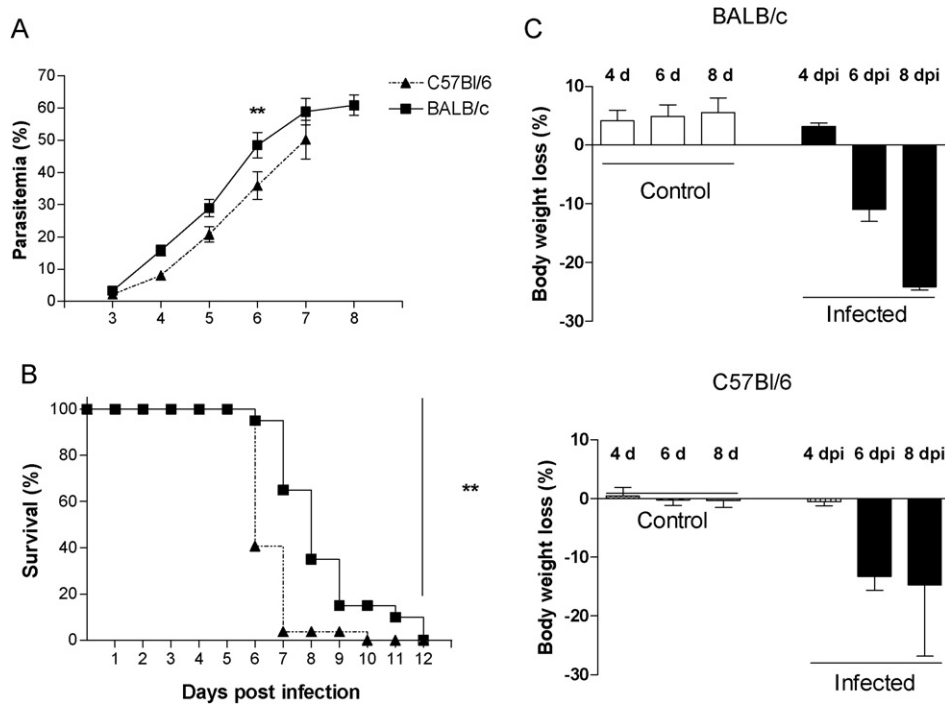 A
Parasitemia (%)
70
60
50
40
30
20
10
0
3 4 5 6 7 8
**
C57Bl/6
BALB/c
B
Survival (%)
100
80
60
40
20
0
1 2 3 4 5 6 7 8 9 10 11 12
**
Days post infection
C
BALB/c
Body weight loss (%)
10
0
-10
-20
-30
4 d 6 d 8 d
4 dpi 6 dpi 8 dpi
Control
Infected
C57Bl/6
Body weight loss (%)
10
0
-10
-20
-30
4 d 6 d 8 d
4 dpi 6 dpi 8 dpi
Control
Infected